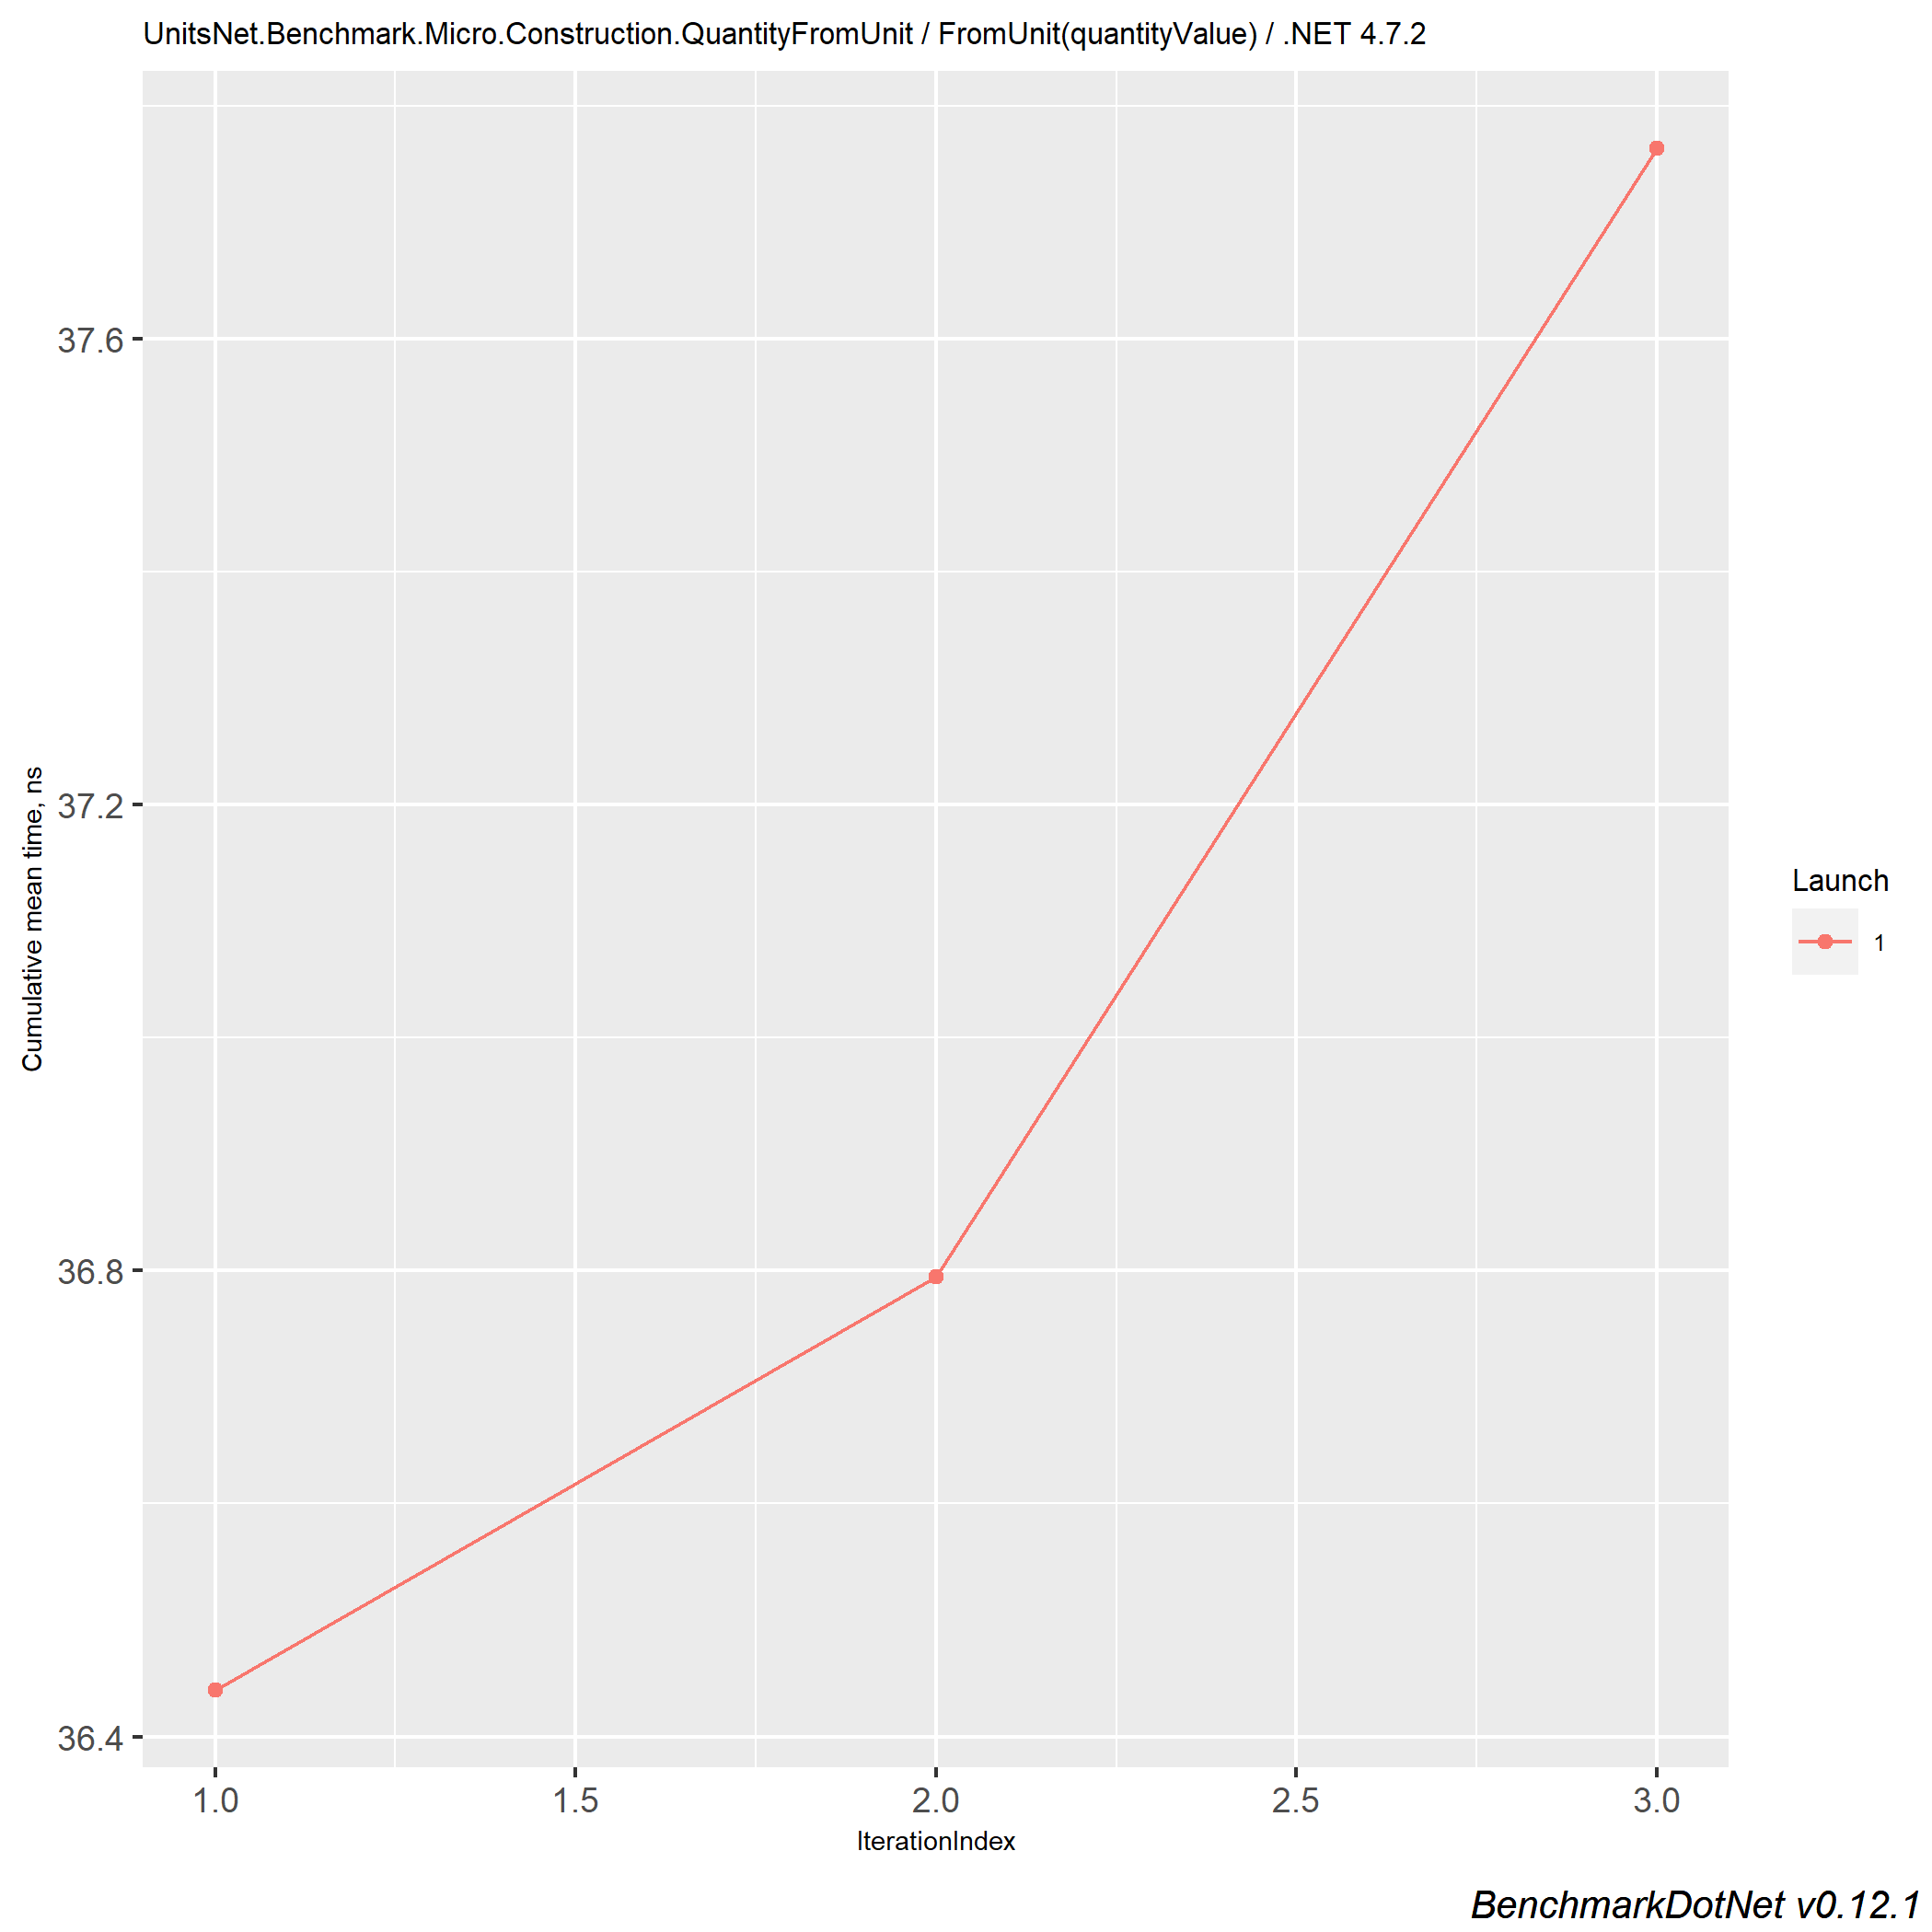 UnitsNet.Benchmark.Micro.Construction.QuantityFromUnit / FromUnit(quantityValue) / .NET 4.7.2
Cumulative mean time, ns
37.6
37.2
36.8
36.4
1.0 1.5 2.0 2.5 3.0
IterationIndex
Launch
1
BenchmarkDotNet v0.12.1